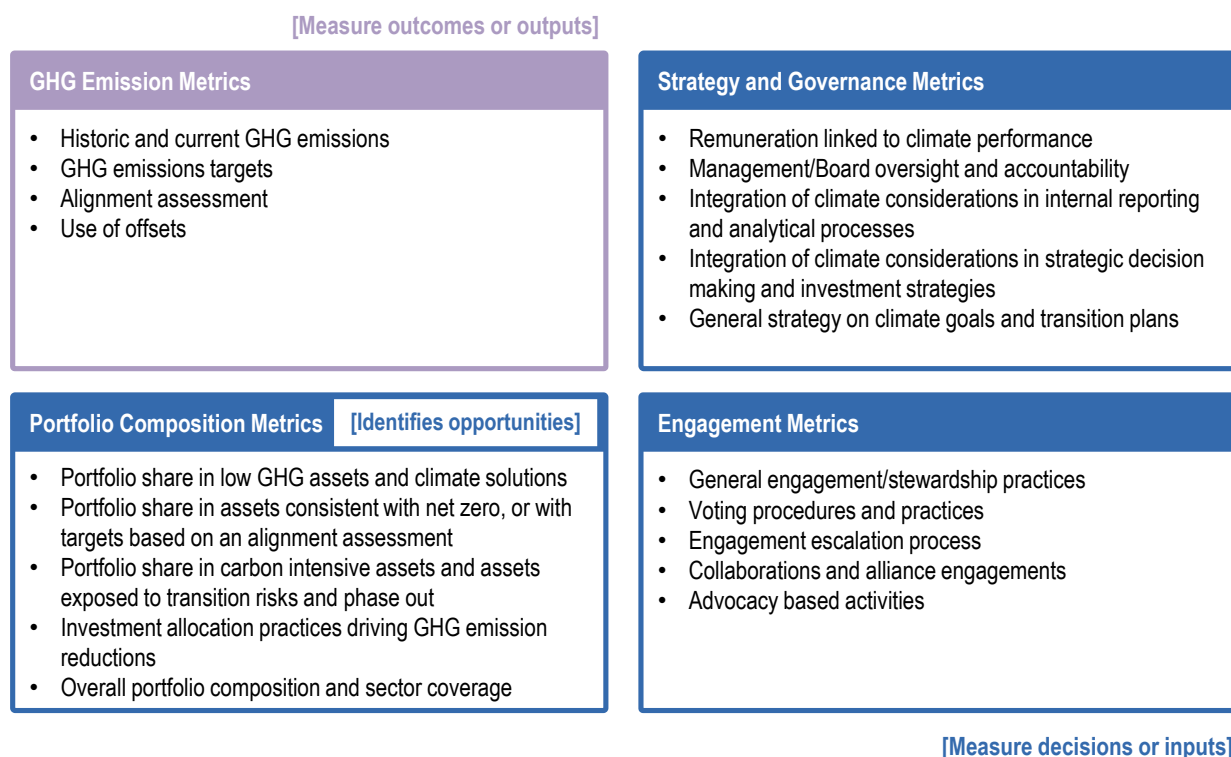 [Measure outcomes or outputs]
GHG Emission Metrics
• Historic and current GHG emissions
• GHG emissions targets
• Alignment assessment
• Use of offsets
Strategy and Governance Metrics
• Remuneration linked to climate performance
• Management/Board oversight and accountability
• Integration of climate considerations in internal reporting
and analytical processes
• Integration of climate considerations in strategic decision
making and investment strategies
• General strategy on climate goals and transition plans
Portfolio Composition Metrics [Identifies opportunities]
• Portfolio share in low GHG assets and climate solutions
• Portfolio share in assets consistent with net zero, or with
targets based on an alignment assessment
• Portfolio share in carbon intensive assets and assets
exposed to transition risks and phase out
• Investment allocation practices driving GHG emission
reductions
• Overall portfolio composition and sector coverage
Engagement Metrics
• General engagement/stewardship practices
• Voting procedures and practices
• Engagement escalation process
• Collaborations and alliance engagements
• Advocacy based activities
[Measure decisions or inputs]